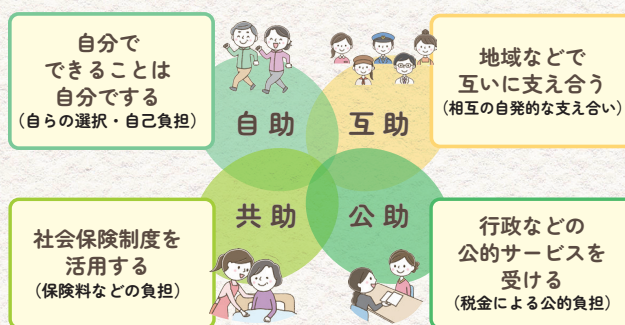 自分で
できることは
自分でする
(自らの選択・自己負担)
自助
互助
地域などで
互いに支え合う
(相互の自発的な支え合い)
社会保険制度を
活用する
(保険料などの負担)
共助
公助
行政などの
公的サービスを
受ける
(税金による公的負担)